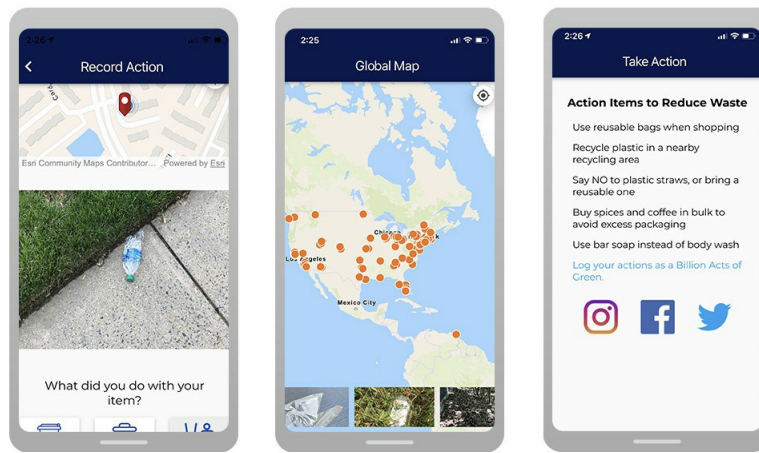 2:26
Record Action
Esri Community Maps Contributor... Powered by Esri
What did you do with your
item?
2:25
Global Map
Chicago
Los Angeles
Mexico City
2:26
Take Action
Action Items to Reduce Waste
Use reusable bags when shopping
Recycle plastic in a nearby
recycling area
Say NO to plastic straws, or bring a
reusable one
Buy spices and coffee in bulk to
avoid excess packaging
Use bar soap instead of body wash
Log your actions as a Billion Acts of
Green.